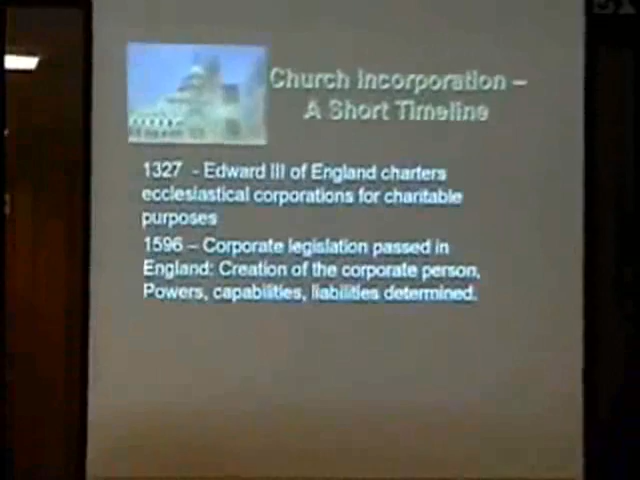 Church Incorporation –
A Short Timeline
1327 - Edward III of England charters
ecclesiastical corporations for charitable
purposes
1596 – Corporate legislation passed in
England: Creation of the corporate person,
Powers, capabilities, liabilities determined.